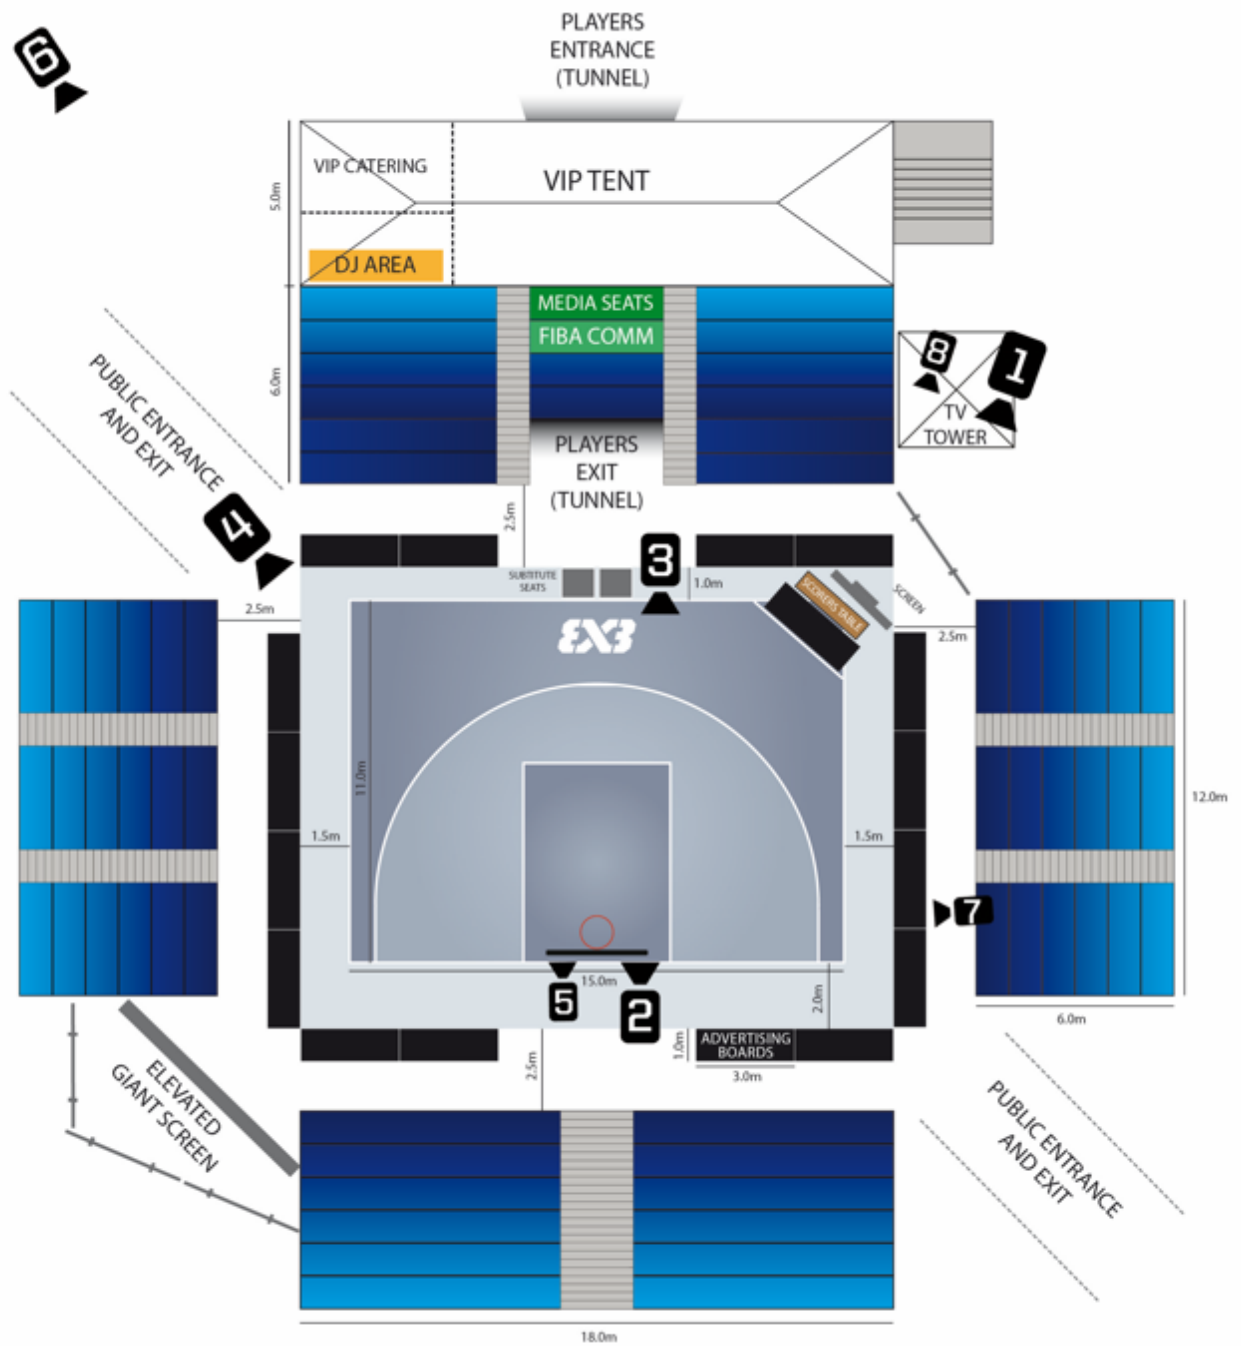 6
PLAYERS
ENTRANCE
(TUNNEL)
VIP CATERING
VIP TENT
5.0m
DJ AREA
MEDIA SEATS
FIBA COMM
6.0m
8
1
TV
TOWER
PUBLIC ENTRANCE
AND EXIT
PLAYERS
EXIT
(TUNNEL)
4
2.5m
3
SUBTITUTE
SEATS
1.0m
SCORERS TABLE
SCREEN
2.5m
2.5m
3X3
11.0m
12.0m
1.5m
1.5m
7
15.0m
5
2
2.0m
6.0m
1.0m
ADVERTISING
BOARDS
2.5m
3.0m
ELEVATED
GIANT SCREEN
PUBLIC ENTRANCE
AND EXIT
18.0m